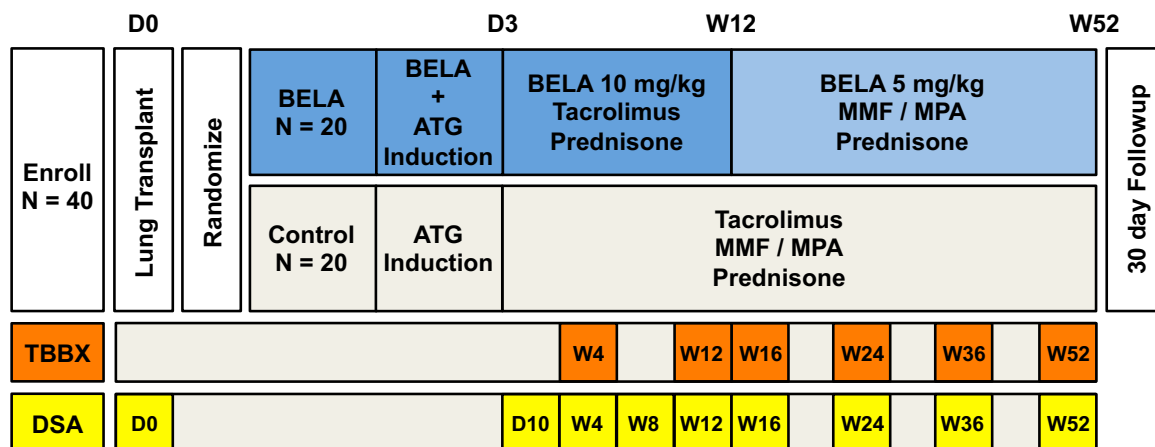 D0 D3 W12 W52
Enroll
N = 40
Lung Transplant
Randomize
BELA
N = 20
BELA
+
ATG
Induction
BELA 10 mg/kg
Tacrolimus
Prednisone
BELA 5 mg/kg
MMF / MPA
Prednisone
Control
N = 20
ATG
Induction
Tacrolimus
MMF / MPA
Prednisone
30 day Followup
TBBX W4 W12 W16 W24 W36 W52
DSA D0 D10 W4 W8 W12 W16 W24 W36 W52